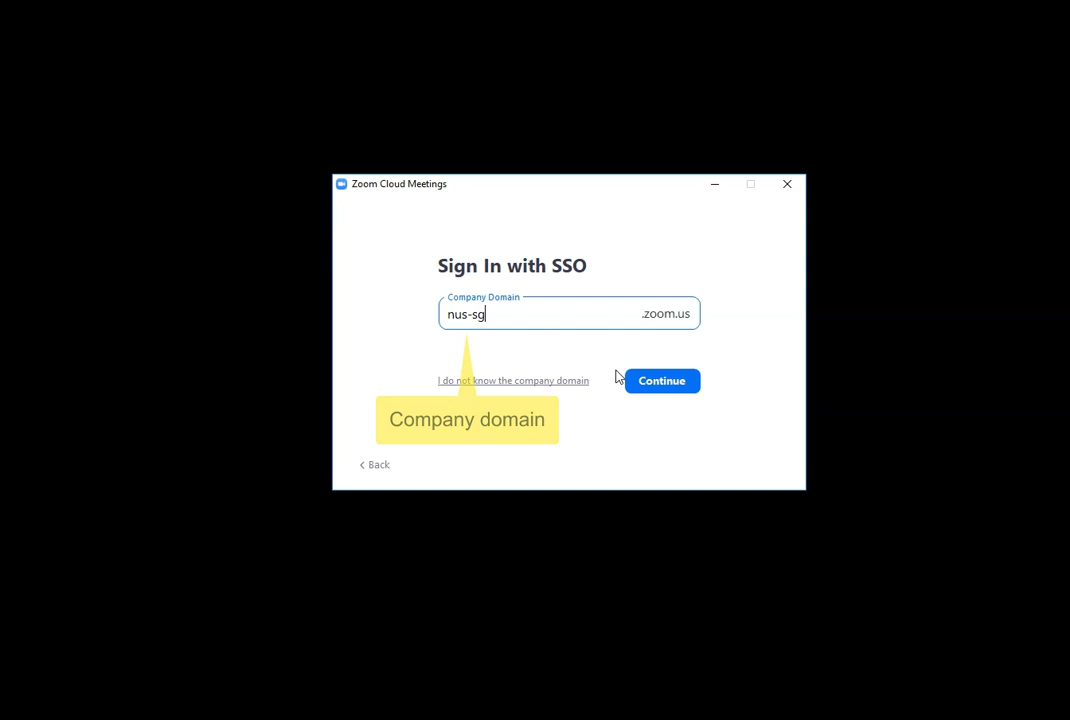 Zoom Cloud Meetings
Sign In with SSO
Company Domain
nus-sg .zoom.us
I do not know the company domain
Continue
Company domain
< Back